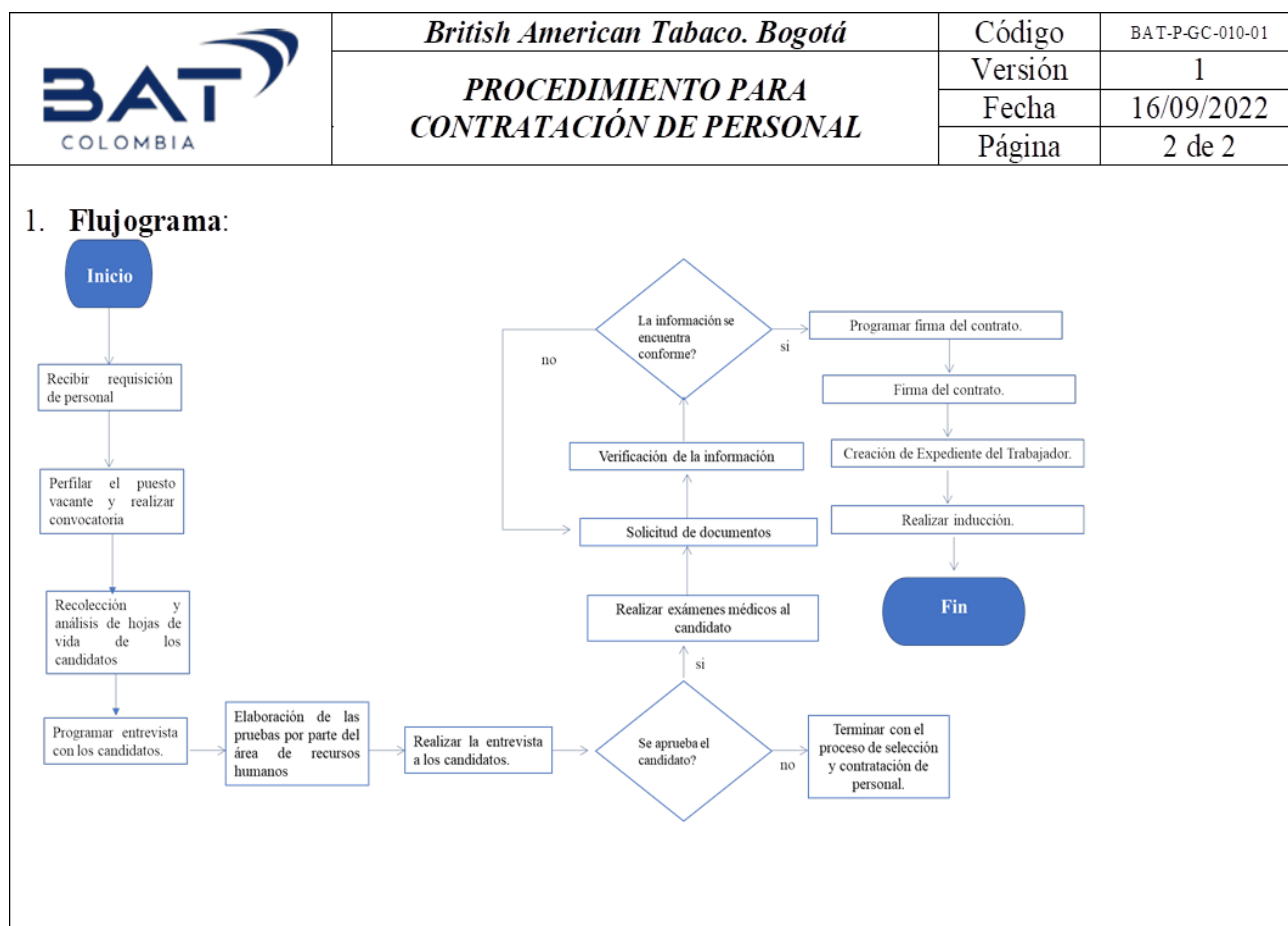 BAT
COLOMBIA
British American Tabaco. Bogotá
PROCEDIMIENTO PARA
CONTRATACIÓN DE PERSONAL
Código
BAT-P-GC-010-01
Versión
1
Fecha
16/09/2022
Página
2 de 2
1. Flujograma:
Inicio
Recibir requisición
de personal
Perfilar el puesto
vacante y realizar
convocatoria
Recolección y
análisis de hojas de
vida de los
candidatos
Programar entrevista
con los candidatos.
Elaboración de las
pruebas por parte del
área de recursos
humanos
Realizar la entrevista
a los candidatos.
Se aprueba el
candidato?
no
Terminar con el
proceso de selección
y contratación de
personal.
si
Realizar exámenes médicos al
candidato
Solicitud de documentos
Verificación de la información
La información se
encuentra
conforme?
no
si
Programar firma del contrato.
Firma del contrato.
Creación de Expediente del Trabajador.
Realizar inducción.
Fin